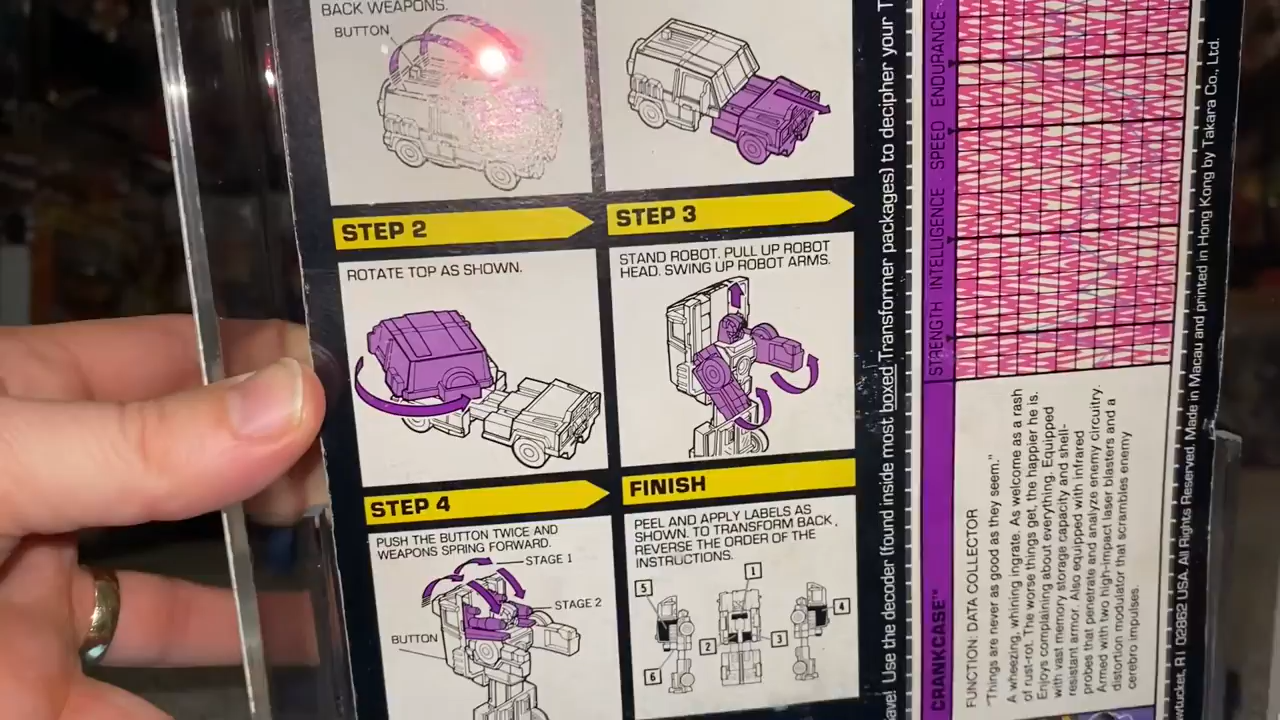 BACK WEAPONS.
BUTTON
STEP 2
ROTATE TOP AS SHOWN.
STEP 3
STAND ROBOT. PULL UP ROBOT
HEAD. SWING UP ROBOT ARMS.
STEP 4
PUSH THE BUTTON TWICE AND
WEAPONS SPRING FORWARD.
STAGE 1
STAGE 2
BUTTON
FINISH
PEEL AND APPLY LABELS AS
SHOWN. TO TRANSFORM BACK,
REVERSE THE ORDER OF THE
INSTRUCTIONS.
1
5
4
2
3
6
Use the decoder (found inside most boxed Transformer packages) to decipher your
STRENGTH INTELLIGENCE SPEED ENDURANCE
CRANKCASE™
FUNCTION: DATA COLLECTOR
"Things are never as good as they seem."
A wheezing, whining ingrate. As welcome as a rash
of rust-rot. The worse things get, the happier he is.
Enjoys complaining about everything. Equipped
with vast memory storage capacity and shell-
resistant armor. Also equipped with infrared
probes that penetrate and analyze enemy circuitry.
Armed with two high-impact laser blasters and a
distortion modulator that scrambles enemy
cerebro impulses.
R.I. 02862 USA. All Rights Reserved. Made in Macau and printed in Hong Kong by Takara Co., Ltd.